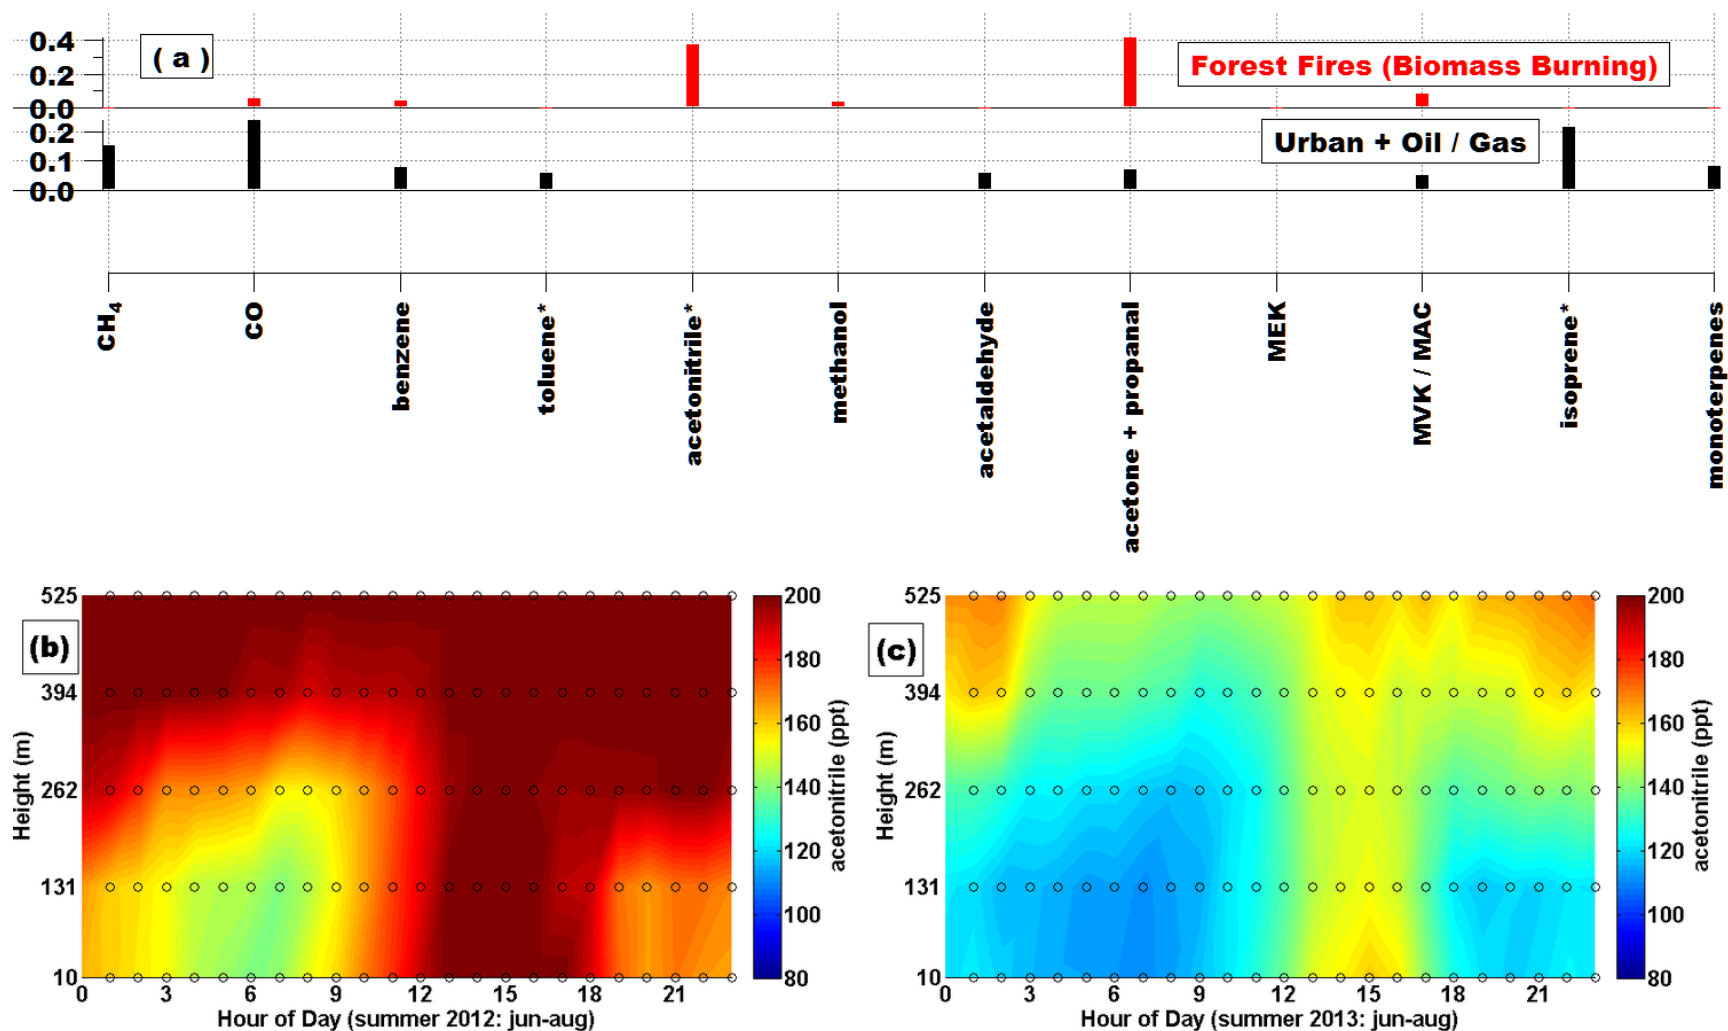 ( a )
0.4
0.2
0.0
Forest Fires (Biomass Burning)
0.2
0.1
0.0
Urban + Oil / Gas
CH₄
CO
benzene
toluene*
acetonitrile*
methanol
acetaldehyde
acetone + propanal
MEK
MVK / MAC
isoprene*
monoterpenes
(b)
525
394
262
131
10
Height (m)
0 3 6 9 12 15 18 21
Hour of Day (summer 2012: jun-aug)
200
180
160
140
120
100
80
acetonitrile (ppt)
(c)
525
394
262
131
10
Height (m)
0 3 6 9 12 15 18 21
Hour of Day (summer 2013: jun-aug)
200
180
160
140
120
100
80
acetonitrile (ppt)